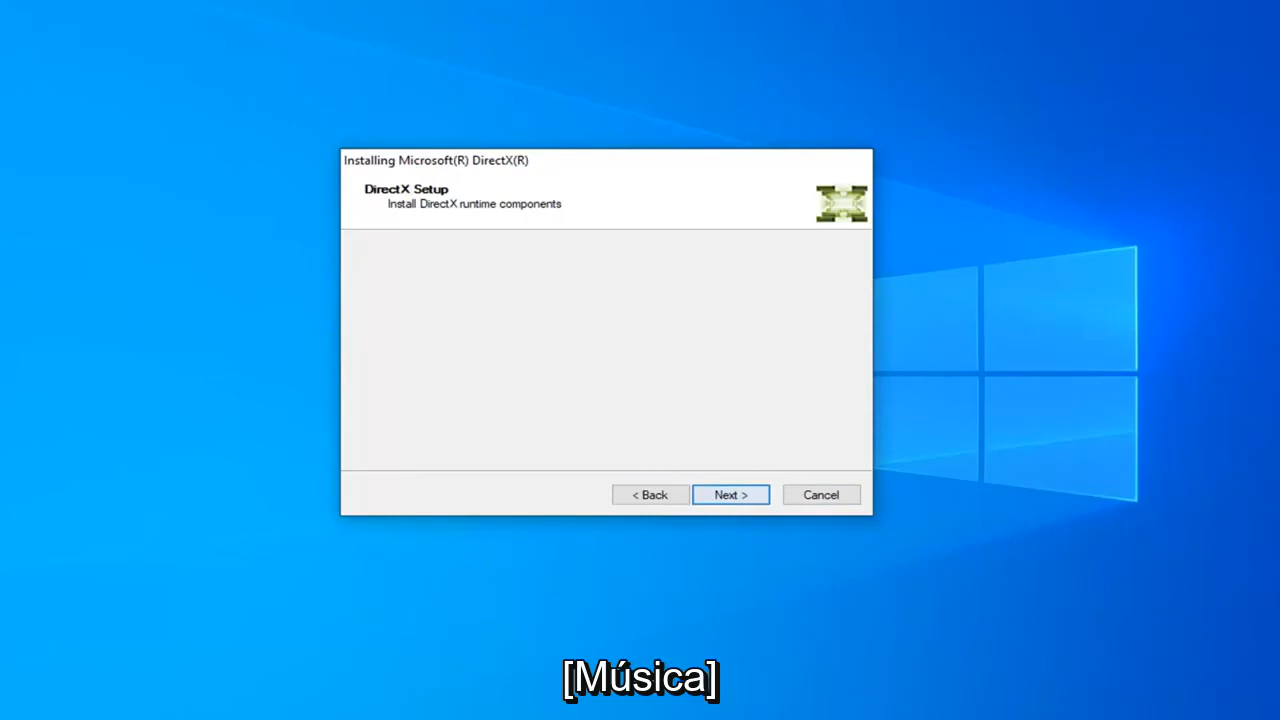 Installing Microsoft(R) DirectX(R)
DirectX Setup
Install DirectX runtime components
< Back
Next >
Cancel
[Música]